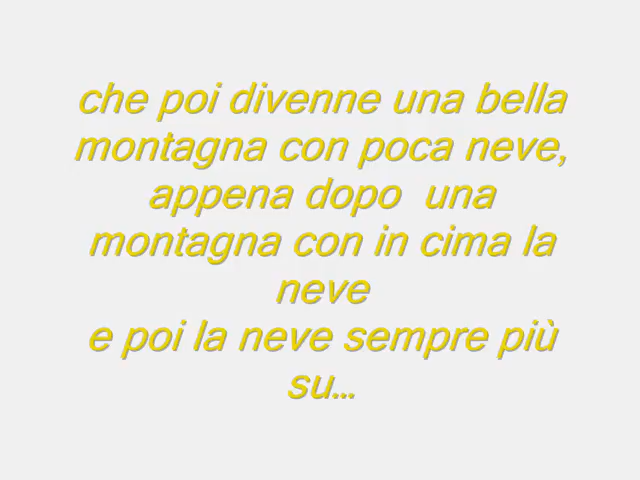 che poi divenne una bella
montagna con poca neve,
appena dopo  una
montagna con in cima la
neve
e poi la neve sempre più
su...